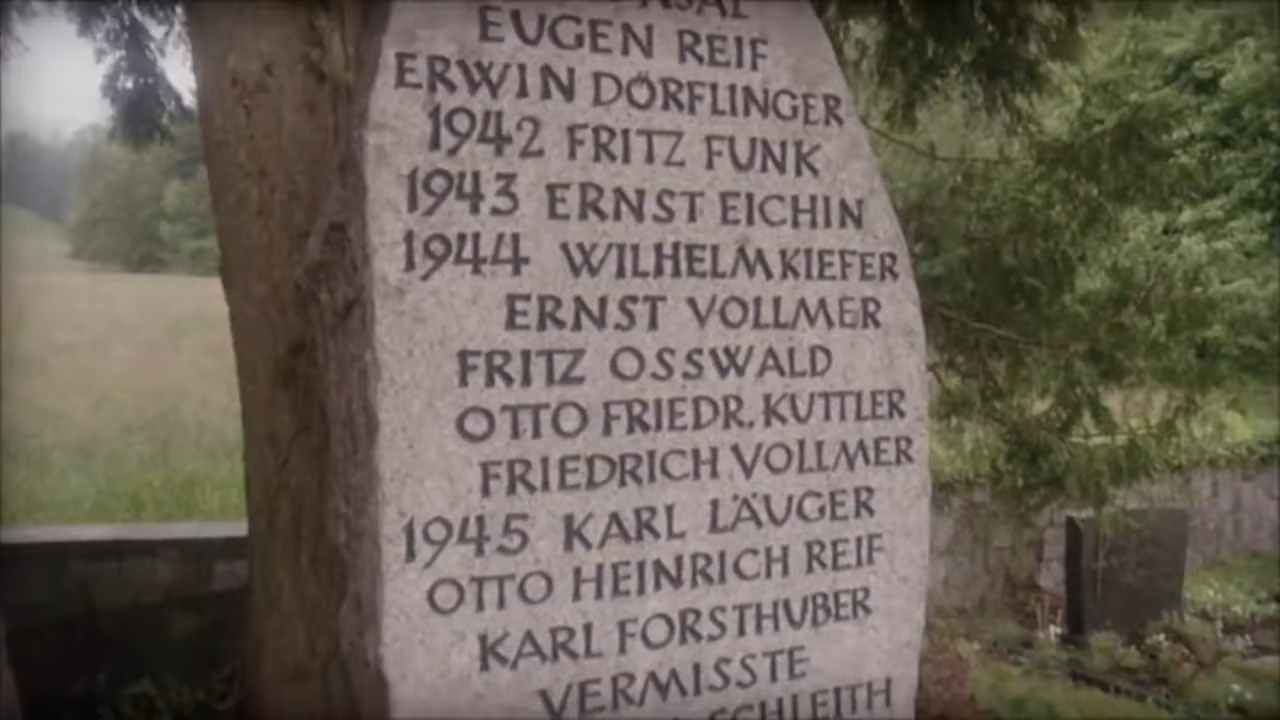 EUGEN REIF
ERWIN DÖRFLINGER
1942 FRITZ FUNK
1943 ERNST EICHIN
1944 WILHELM KIEFER
ERNST VOLLMER
FRITZ OSSWALD
OTTO FRIEDR. KUTTLER
FRIEDRICH VOLLMER
1945 KARL LÄUGER
OTTO HEINRICH REIF
KARL FORSTHUBER
VERMISSTE
SCHLEITH